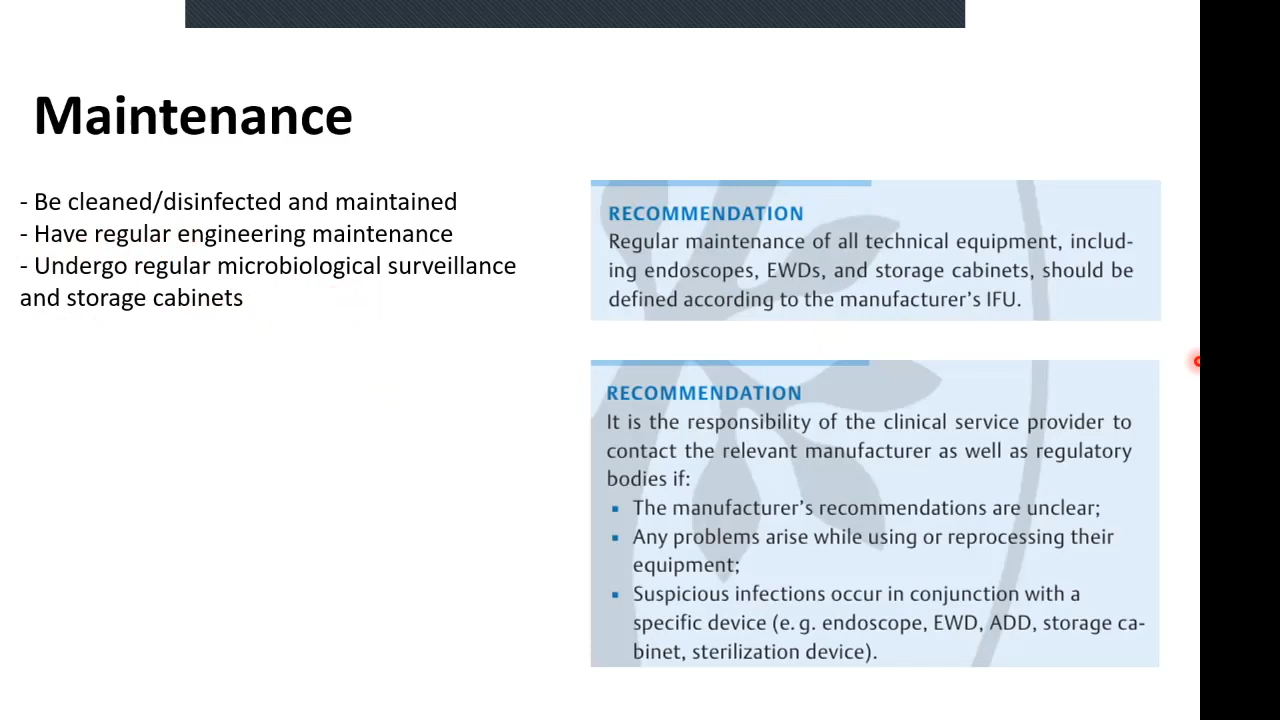 Maintenance
- Be cleaned/disinfected and maintained
- Have regular engineering maintenance
- Undergo regular microbiological surveillance
and storage cabinets
RECOMMENDATION
Regular maintenance of all technical equipment, includ-
ing endoscopes, EWDs, and storage cabinets, should be
defined according to the manufacturer’s IFU.
RECOMMENDATION
It is the responsibility of the clinical service provider to
contact the relevant manufacturer as well as regulatory
bodies if:
▪ The manufacturer’s recommendations are unclear;
▪ Any problems arise while using or reprocessing their
equipment;
▪ Suspicious infections occur in conjunction with a
specific device (e. g. endoscope, EWD, ADD, storage ca-
binet, sterilization device).